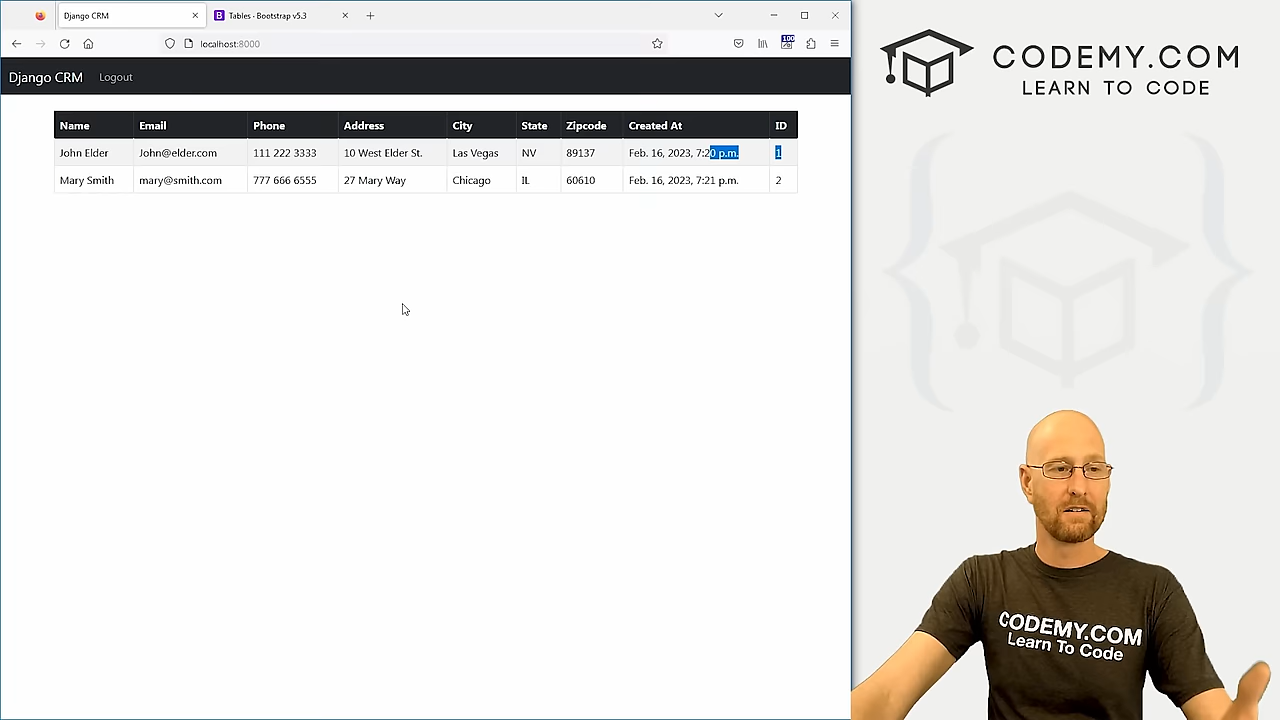 Django CRM
Tables · Bootstrap v5.3
localhost:8000
100
Django CRM Logout
Name Email Phone Address City State Zipcode Created At ID
John Elder John@elder.com 111 222 3333 10 West Elder St. Las Vegas NV 89137 Feb. 16, 2023, 7:20 p.m. 1
Mary Smith mary@smith.com 777 666 6555 27 Mary Way Chicago IL 60610 Feb. 16, 2023, 7:21 p.m. 2
CODEMY.COM
LEARN TO CODE
CODEMY.COM
Learn To Code